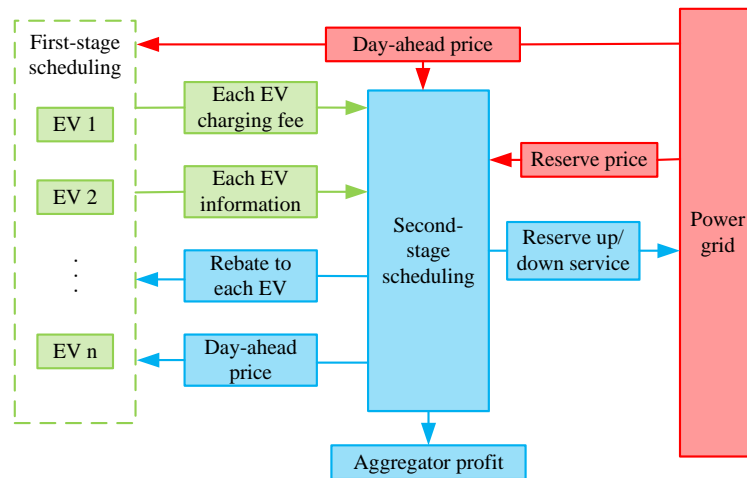 First-stage
scheduling
Day-ahead price
EV 1
Each EV
charging fee
Reserve price
EV 2
Each EV
information
Second-
stage
scheduling
Power
grid
Reserve up/
down service
.
.
.
Rebate to
each EV
EV n
Day-ahead
price
Aggregator profit